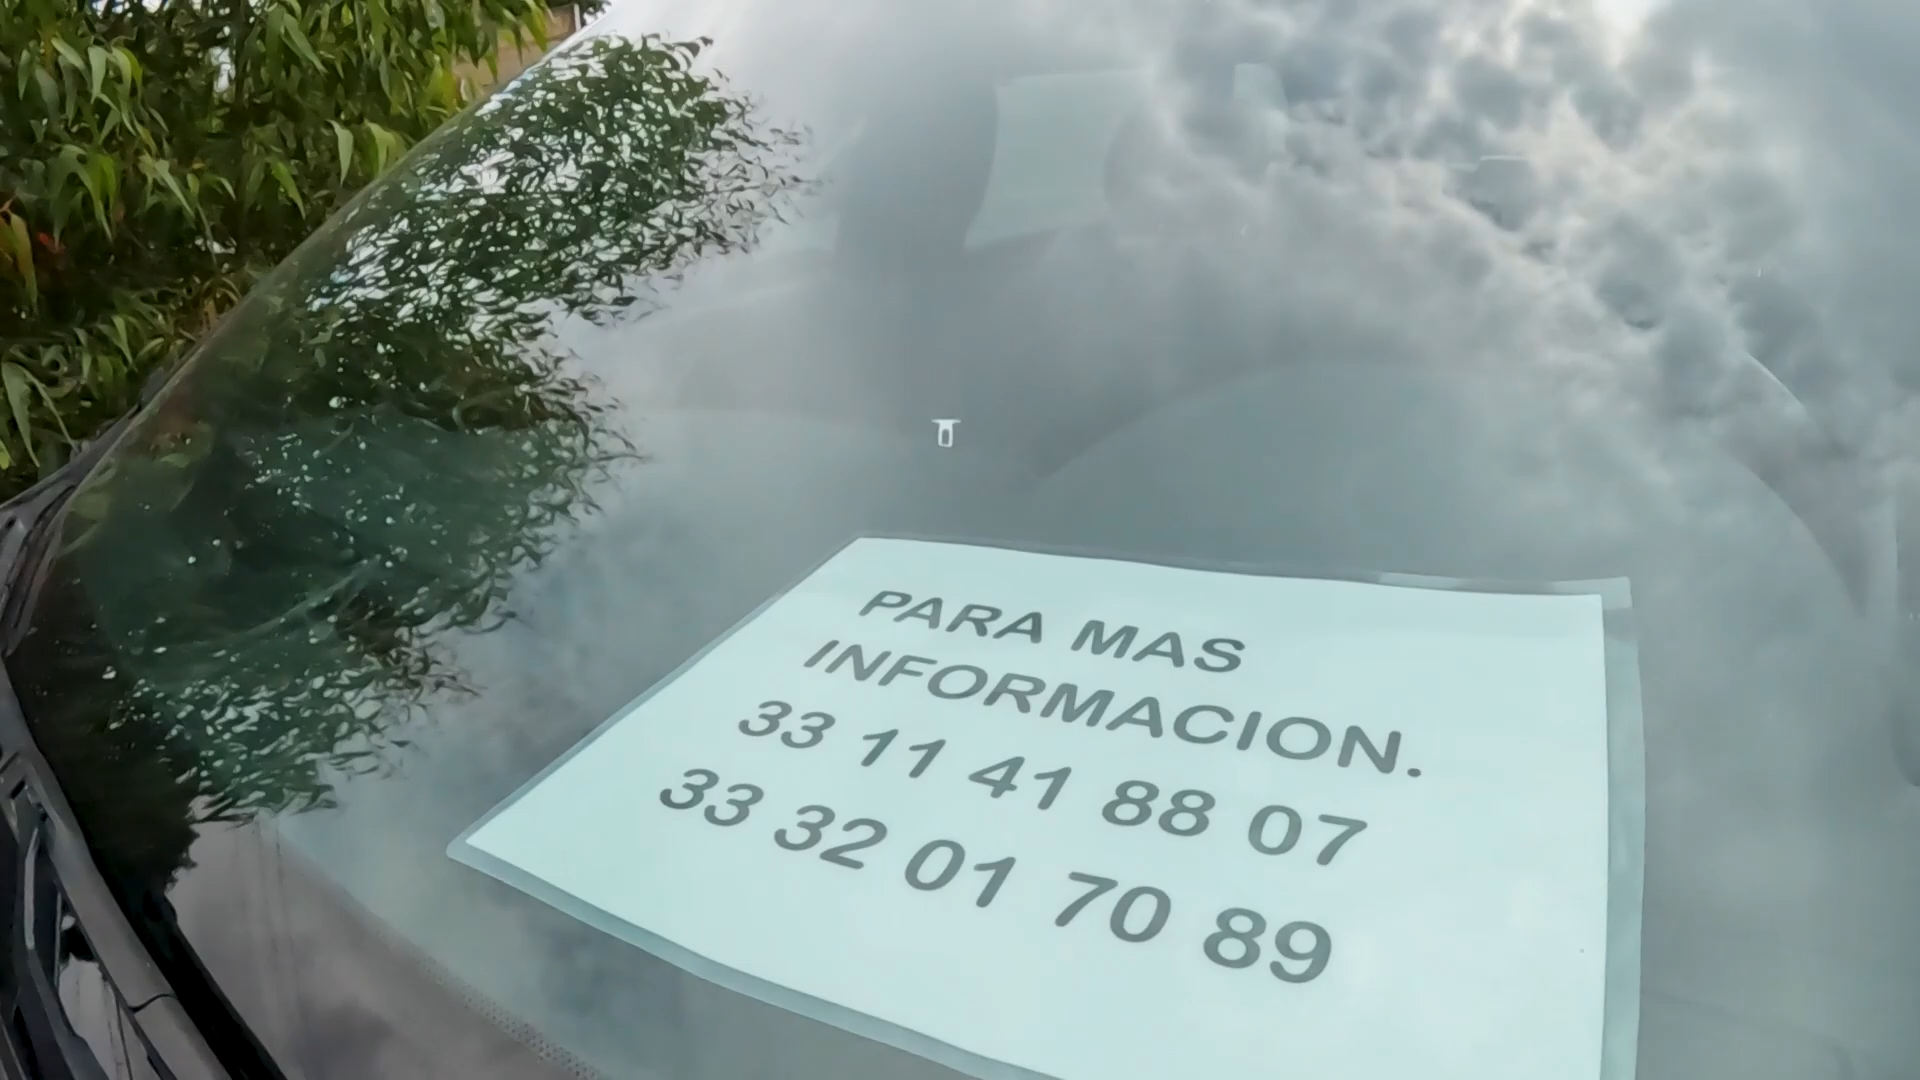 PARA MAS
INFORMACION.
33 11 41 88 07
33 32 01 70 89